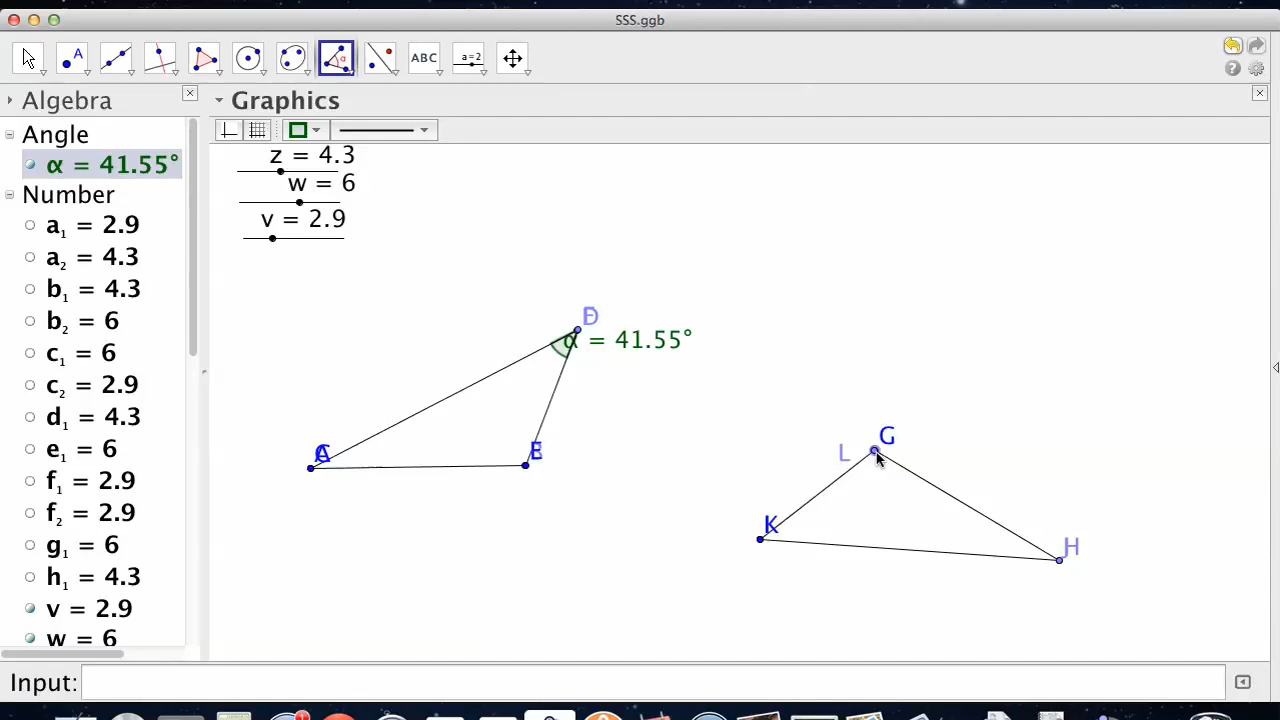 SSS.ggb
A
ABC
a=2
Algebra
Graphics
Angle
α = 41.55°
Number
a₁ = 2.9
a₂ = 4.3
b₁ = 4.3
b₂ = 6
c₁ = 6
c₂ = 2.9
d₁ = 4.3
e₁ = 6
f₁ = 2.9
f₂ = 2.9
g₁ = 6
h₁ = 4.3
v = 2.9
w = 6
z = 4.3
w = 6
v = 2.9
D
α = 41.55°
E
G
L
K
H
Input: